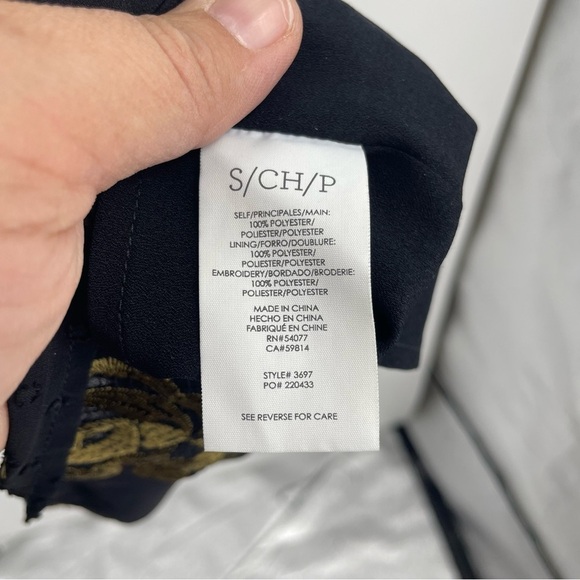 S/CH/P
SELF/PRINCIPALES/MAIN:
100% POLYESTER/
POLIESTER/POLYESTER
LINING/FORRO/DOUBLURE:
100% POLYESTER/
POLIESTER/POLYESTER
EMBROIDERY/BORDADO/BRODERIE:
100% POLYESTER/
POLIESTER/POLYESTER
MADE IN CHINA
HECHO EN CHINA
FABRIQUÉ EN CHINE
RN#54077
CA#59814
STYLE# 3697
PO# 220433
SEE REVERSE FOR CARE